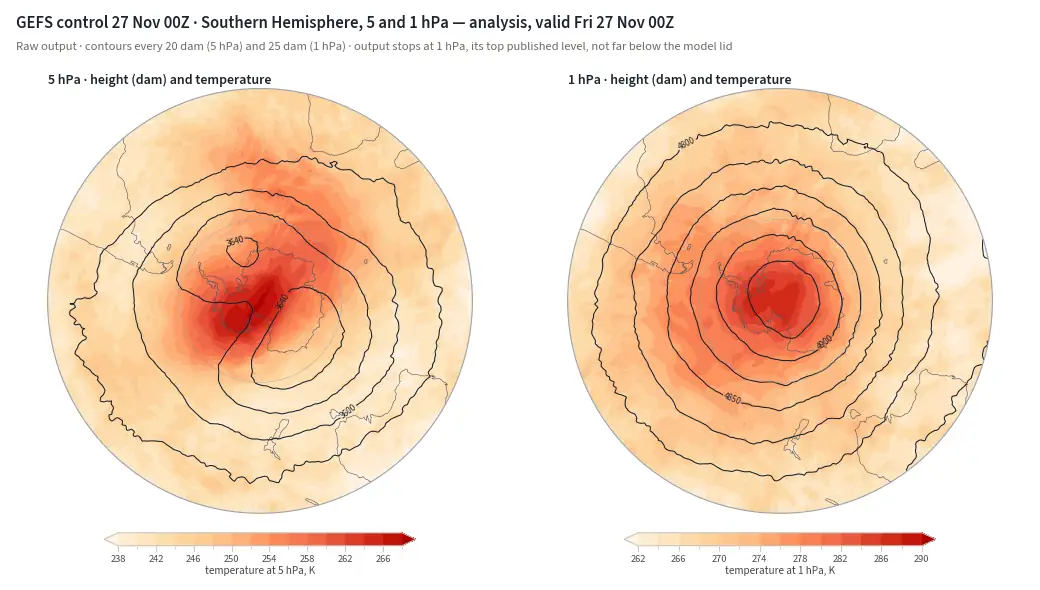 GEFS control 27 Nov 00Z · Southern Hemisphere, 5 and 1 hPa — analysis, valid Fri 27 Nov 00Z
Raw output · contours every 20 dam (5 hPa) and 25 dam (1 hPa) · output stops at 1 hPa, its top published level, not far below the model lid
5 hPa · height (dam) and temperature
1 hPa · height (dam) and temperature
4800
3640
3640
4900
4850
3600
238 242 246 250 254 258 262 266
262 266 270 274 278 282 286 290
temperature at 5 hPa, K
temperature at 1 hPa, K